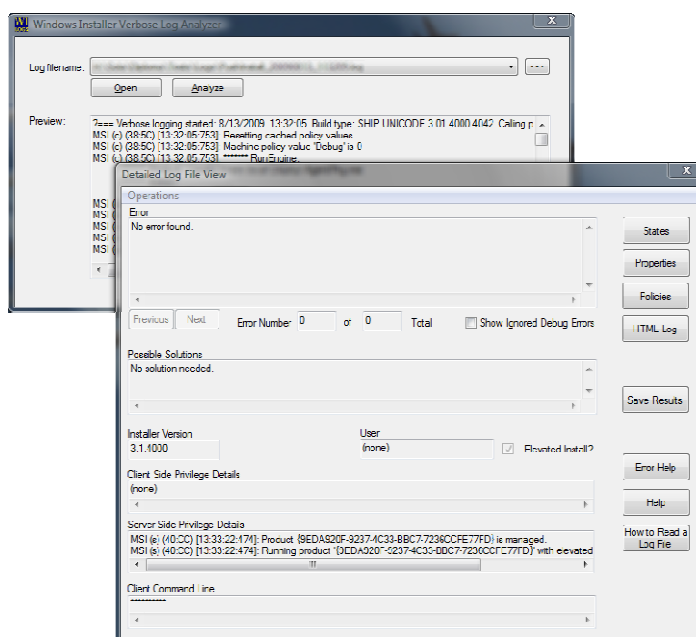 Windows Installer Verbose Log Analyzer
Log filename:
Open
Analyze
Preview:
?=== Verbose logging started: 8/13/2009 13:32:05 Build type: SHIP UNICODE 3.01.4000.4042 Calling p
MSI (c) (38:5C) [13:32:05:753]: Resetting cached policy values
MSI (c) (38:5C) [13:32:05:753]: Machine policy value 'Debug' is 0
MSI (c) (38:5C) [13:32:05:753]: ******* RunEngine:
MSI
MSI
MSI
MSI
MSI
Detailed Log File View
X
Operations
Error
No error found.
States
Properties
Policies
HTML Log
Previous
Next
Error Number
0
of
0
Total
Show Ignored Debug Errors
Possible Solutions
No solution needed.
Save Results
Installer Version
3.1.4000
User
(none)
Elevated Install?
Client Side Privilege Details
(none)
Error Help
Help
How to Read a
Log File
Server Side Privilege Details
MSI (s) (40:CC) [13:33:22:474]: Product {9EDA920F-9237-4C33-BBC7-7236CCFE77FD} is managed.
MSI (s) (40:CC) [13:33:22:474]: Running product '{9EDA920F-9237-4C33-BBC7-7236CCFE77FD}' with elevated
Client Command Line
**********